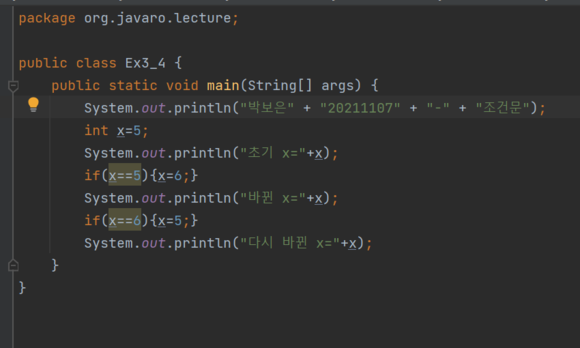 package org.javaro.lecture;
public class Ex3_4 {
public static void main(String[] args) {
System.out.println("박보은" + "20211107" + "-" + "조건문");
int x=5;
System.out.println("초기 x="+x);
if(x==5){x=6;}
System.out.println("바뀐 x="+x);
if(x==6){x=5;}
System.out.println("다시 바뀐 x="+x);
}
}